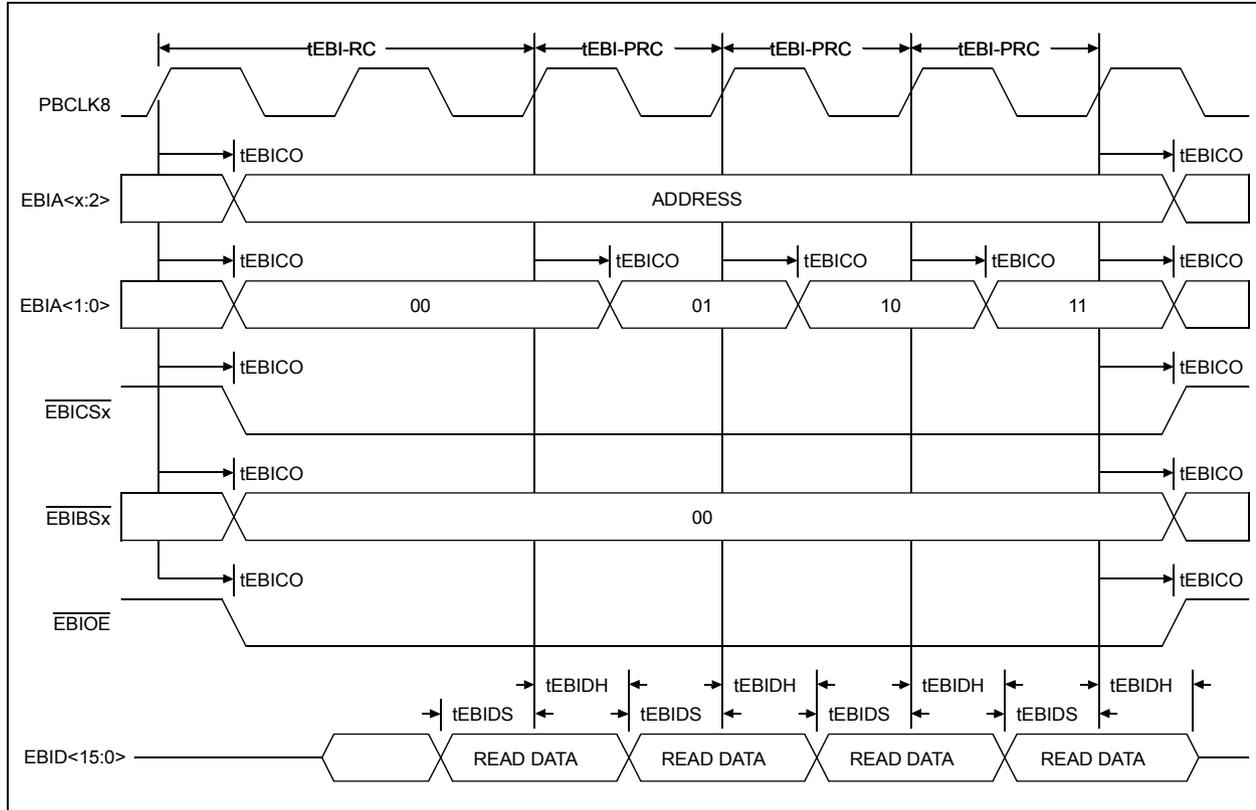 tEBI-RC tEBI-PRC tEBI-PRC tEBI-PRC
PBCLK8
tEBICO tEBICO
EBIA<x:2> ADDRESS
tEBICO tEBICO tEBICO tEBICO tEBICO
EBIA<1:0> 00 01 10 11
tEBICO tEBICO
EBICSx
tEBICO tEBICO
EBIBSx 00
tEBICO tEBICO
EBIOE
tEBIDH tEBIDH tEBIDH tEBIDH
tEBIDS tEBIDS tEBIDS tEBIDS
EBID<15:0> READ DATA READ DATA READ DATA READ DATA